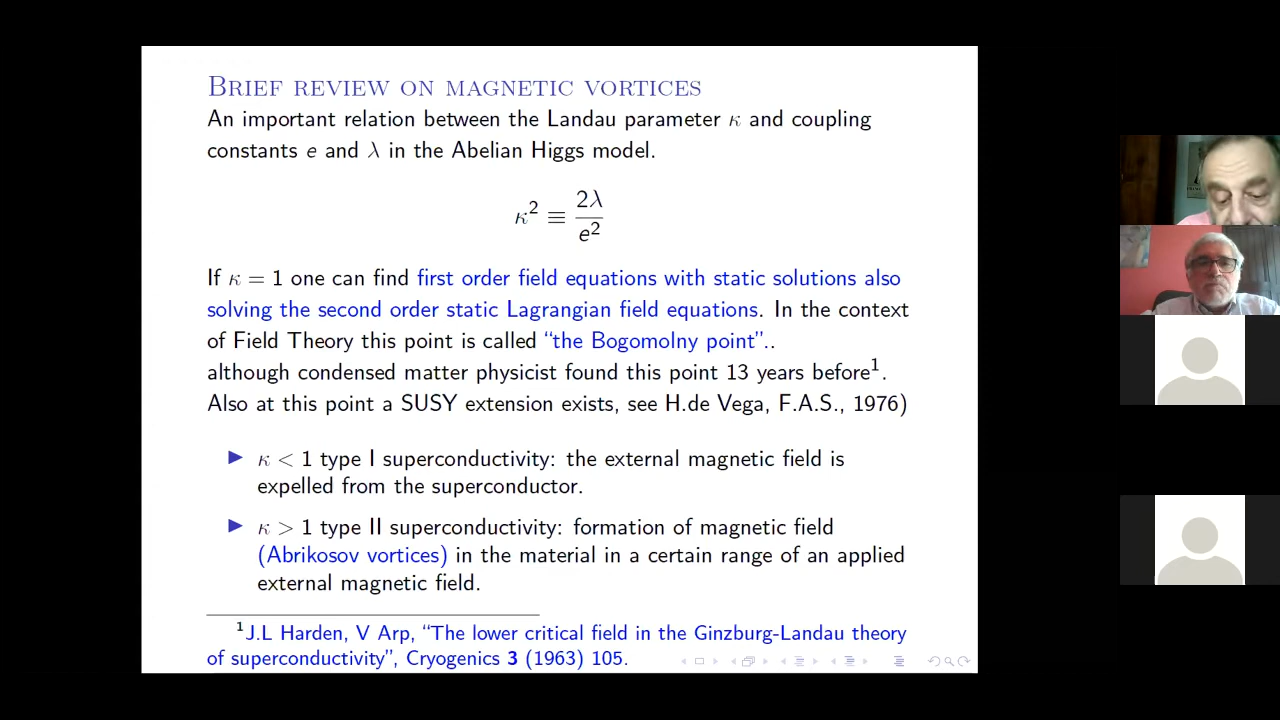 Brief review on magnetic vortices
An important relation between the Landau parameter κ and coupling
constants e and λ in the Abelian Higgs model.
κ² ≡ 2λ / e²
If κ = 1 one can find first order field equations with static solutions also
solving the second order static Lagrangian field equations. In the context
of Field Theory this point is called “the Bogomolny point”..
although condensed matter physicist found this point 13 years before¹.
Also at this point a SUSY extension exists, see H.de Vega, F.A.S., 1976)
▶ κ < 1 type I superconductivity: the external magnetic field is
expelled from the superconductor.
▶ κ > 1 type II superconductivity: formation of magnetic field
(Abrikosov vortices) in the material in a certain range of an applied
external magnetic field.
¹J.L Harden, V Arp, “The lower critical field in the Ginzburg-Landau theory
of superconductivity”, Cryogenics 3 (1963) 105.